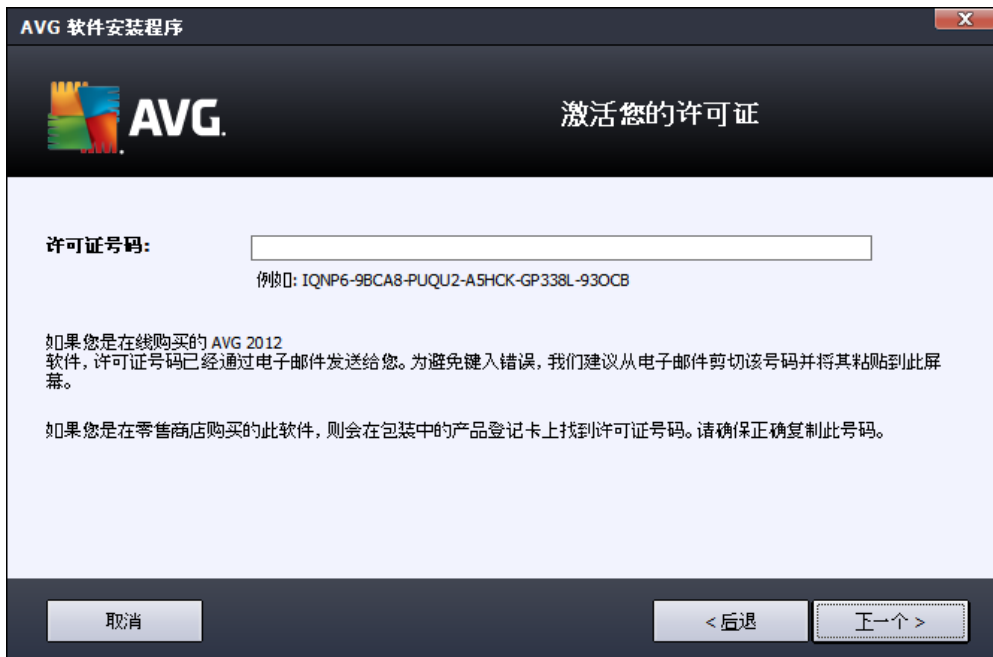 AVG 软件安装程序
X
AVG.
激活您的许可证
许可证号码:
例如: IQNP6-9BCA8-PUQU2-A5HCK-GP338L-93OCB
如果您是在线购买的 AVG 2012
软件, 许可证号码已经通过电子邮件发送给您。为避免键入错误, 我们建议从电子邮件剪切该号码并将其粘贴到此屏
幕。
如果您是在零售商店购买的此软件, 则会在包装中的产品登记卡上找到许可证号码。请确保正确复制此号码。
取消
< 后退
下一个 >